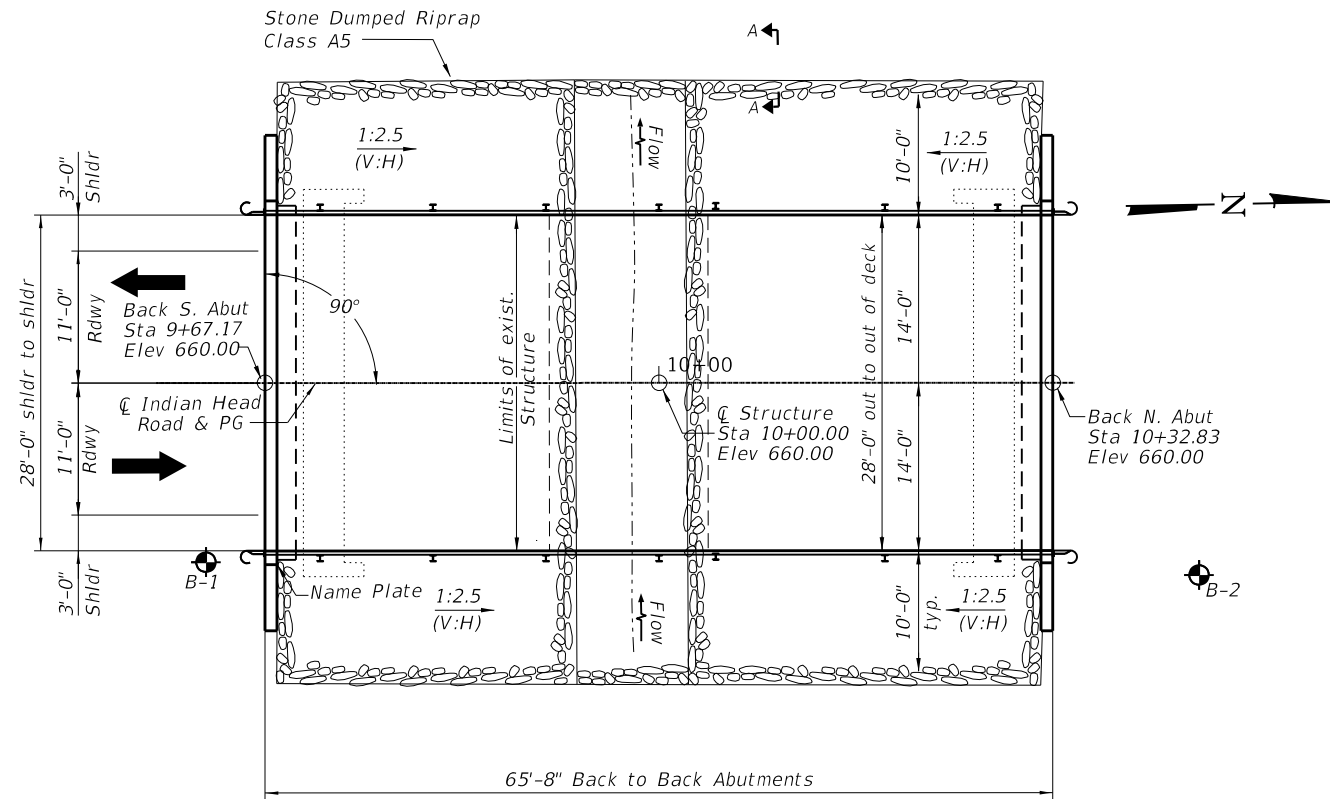 Stone Dumped Riprap
Class A5
A
A
1:2.5
(V:H)
Flow
1:2.5
(V:H)
10'-0"
3'-0"
Shldr
N
28'-0" shldr to shldr
11'-0"
Rdwy
Back S. Abut
Sta 9+67.17
Elev 660.00
90°
Limits of exist.
Structure
28'-0" out to out of deck
14'-0"
10+00
℄ Indian Head
Road & PG
℄ Structure
Sta 10+00.00
Elev 660.00
Back N. Abut
Sta 10+32.83
Elev 660.00
11'-0"
Rdwy
14'-0"
B-1
3'-0"
Shldr
Name Plate
1:2.5
(V:H)
Flow
10'-0"
typ.
1:2.5
(V:H)
B-2
65'-8" Back to Back Abutments